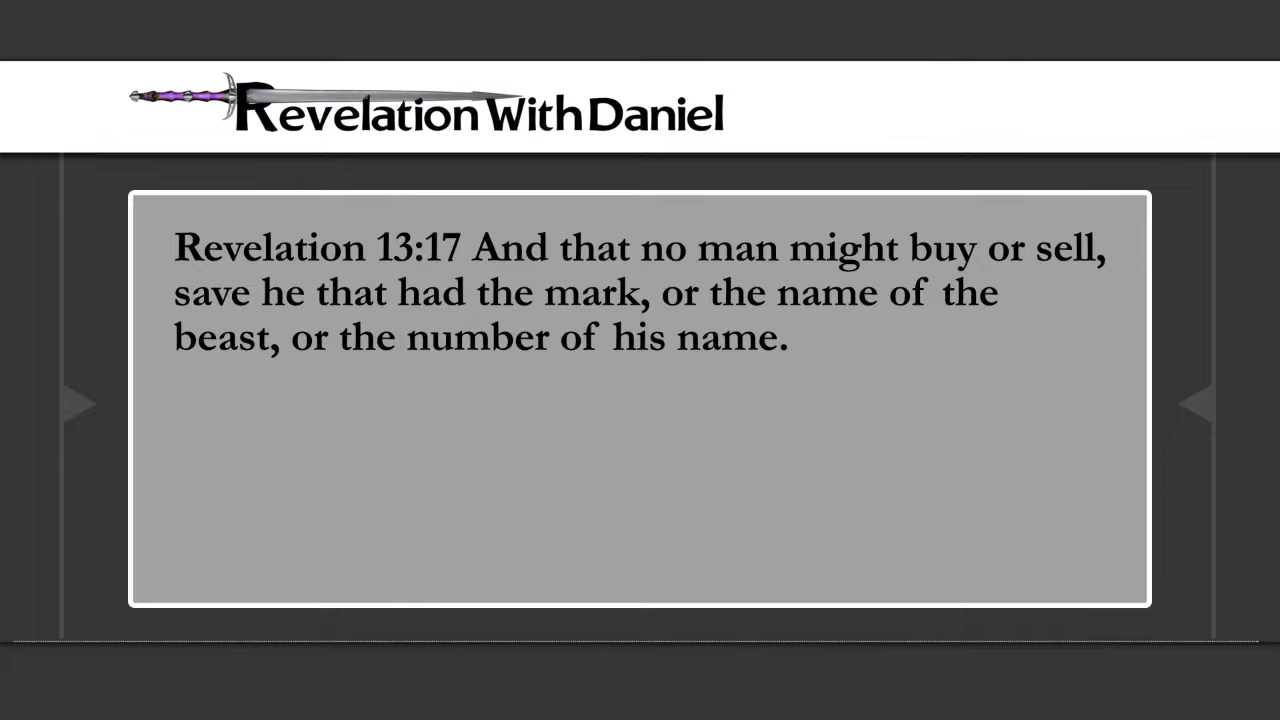 Revelation With Daniel
Revelation 13:17 And that no man might buy or sell,
save he that had the mark, or the name of the
beast, or the number of his name.